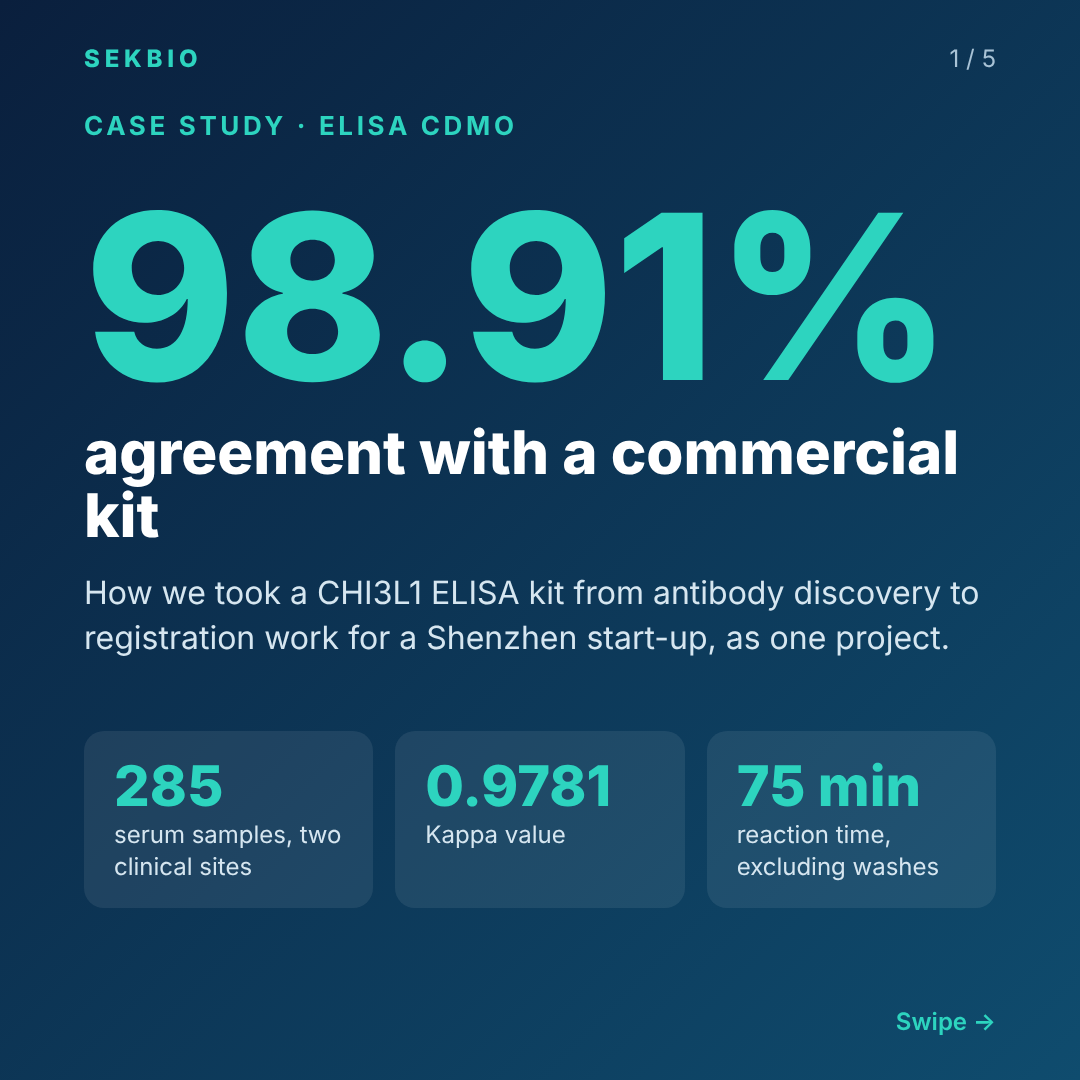 SEKBIO
1 / 5
CASE STUDY · ELISA CDMO
98.91%
agreement with a commercial
kit
How we took a CHI3L1 ELISA kit from antibody discovery to
registration work for a Shenzhen start-up, as one project.
285
serum samples, two
clinical sites
0.9781
Kappa value
75 min
reaction time,
excluding washes
Swipe →